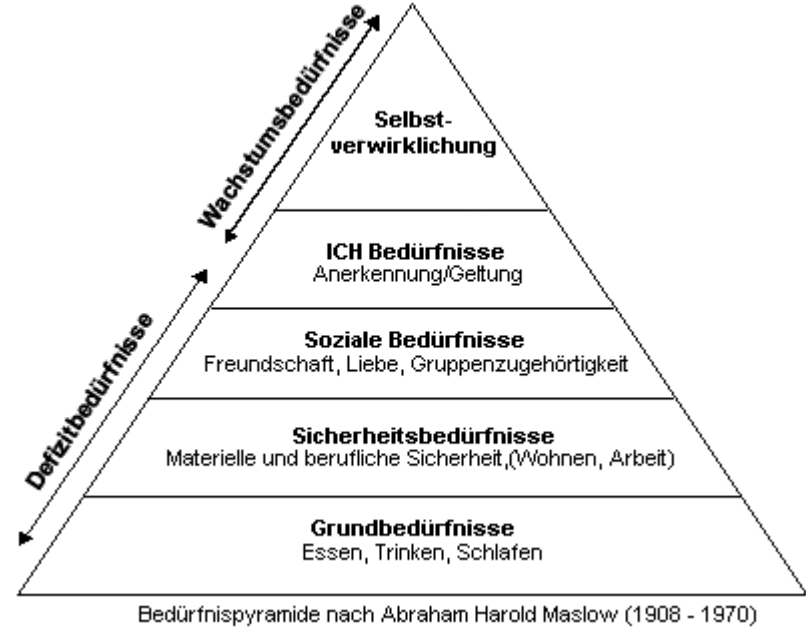 Wachstumsbedürfnisse
Defizitbedürfnisse
Selbst-
verwirklichung
ICH Bedürfnisse
Anerkennung/Geltung
Soziale Bedürfnisse
Freundschaft, Liebe, Gruppenzugehörtigkeit
Sicherheitsbedürfnisse
Materielle und berufliche Sicherheit,(Wohnen, Arbeit)
Grundbedürfnisse
Essen, Trinken, Schlafen
Bedürfnispyramide nach Abraham Harold Maslow (1908 - 1970)